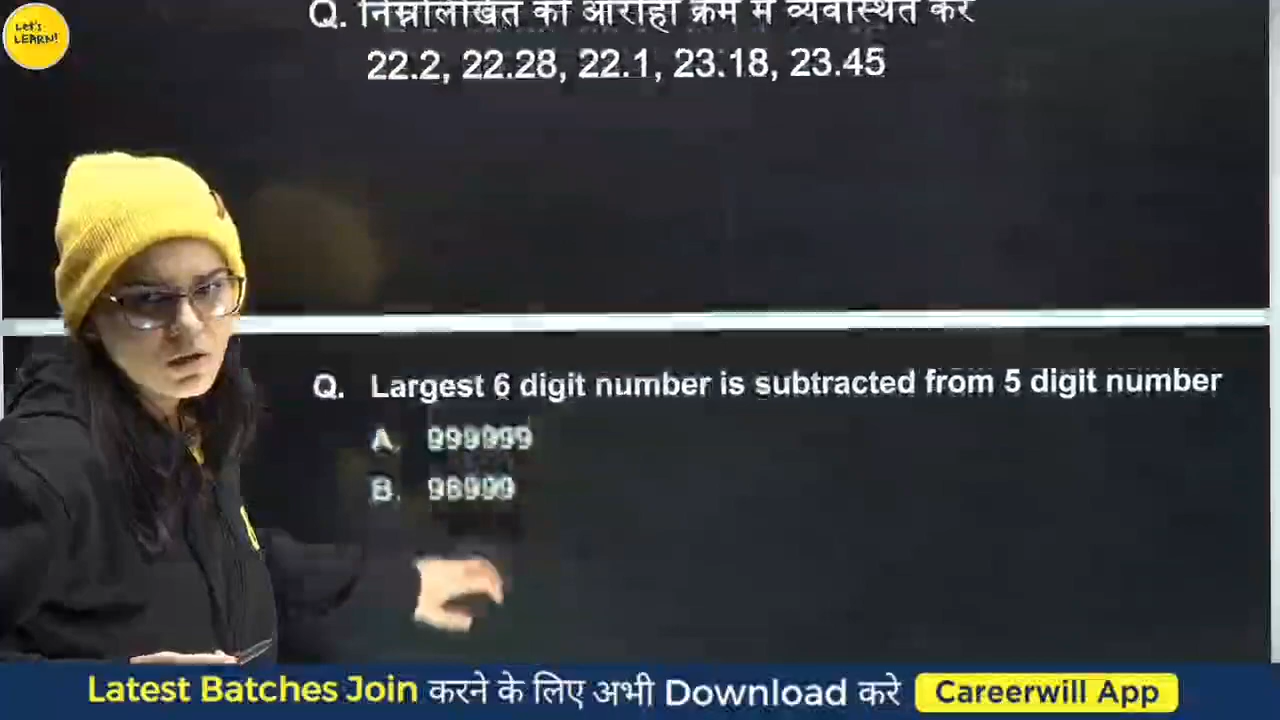 Let's
LEARN!
Q. निम्नलिखित को आरोही क्रम में व्यवस्थित करें
22.2, 22.28, 22.1, 23.18, 23.45
Q. Largest 6 digit number is subtracted from 5 digit number
A. 999999
B. 98999
Latest Batches Join करने के लिए अभी Download करे Careerwill App